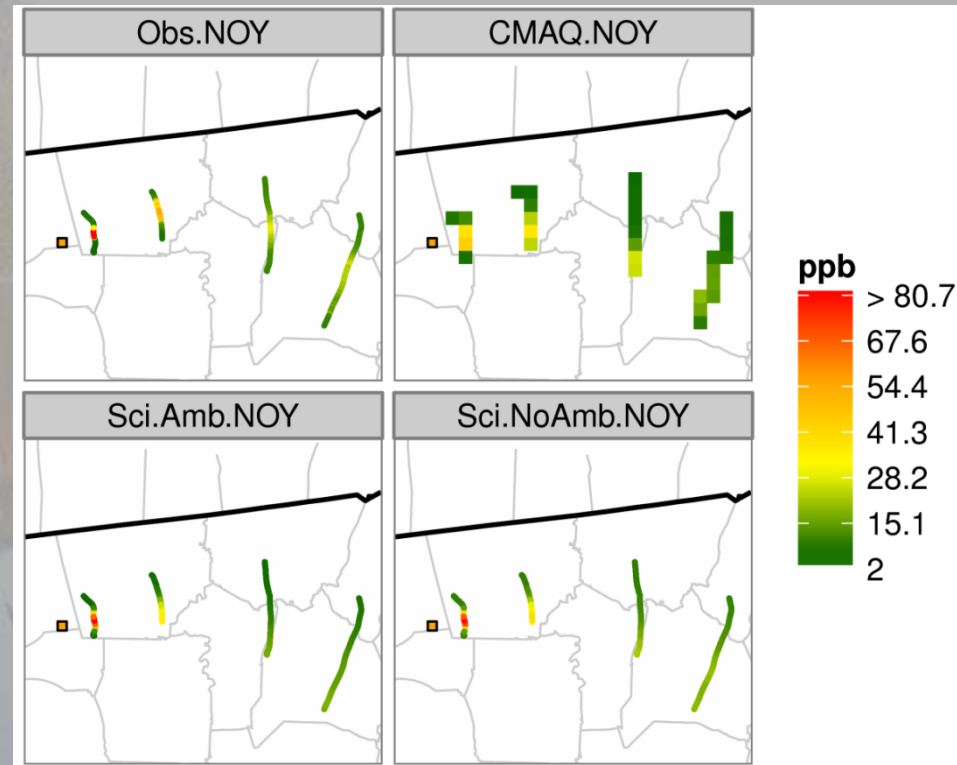 Obs.NOY
CMAQ.NOY
Sci.Amb.NOY
Sci.NoAmb.NOY
ppb
> 80.7
67.6
54.4
41.3
28.2
15.1
2